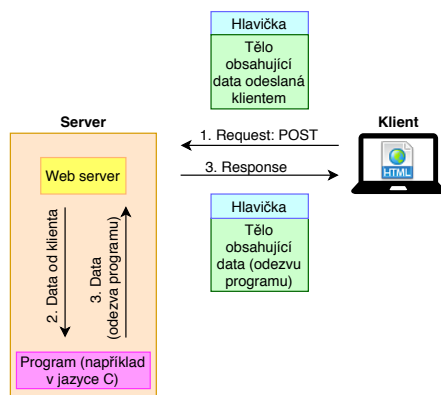 Hlavička
Tělo
obsahující
data odeslaná
klientem
Server
Klient
1. Request: POST
3. Response
Web server
HTML
Hlavička
Tělo
obsahující
data (odezvu
programu)
2. Data od klienta
3. Data
(odezva programu)
Program (například
v jazyce C)